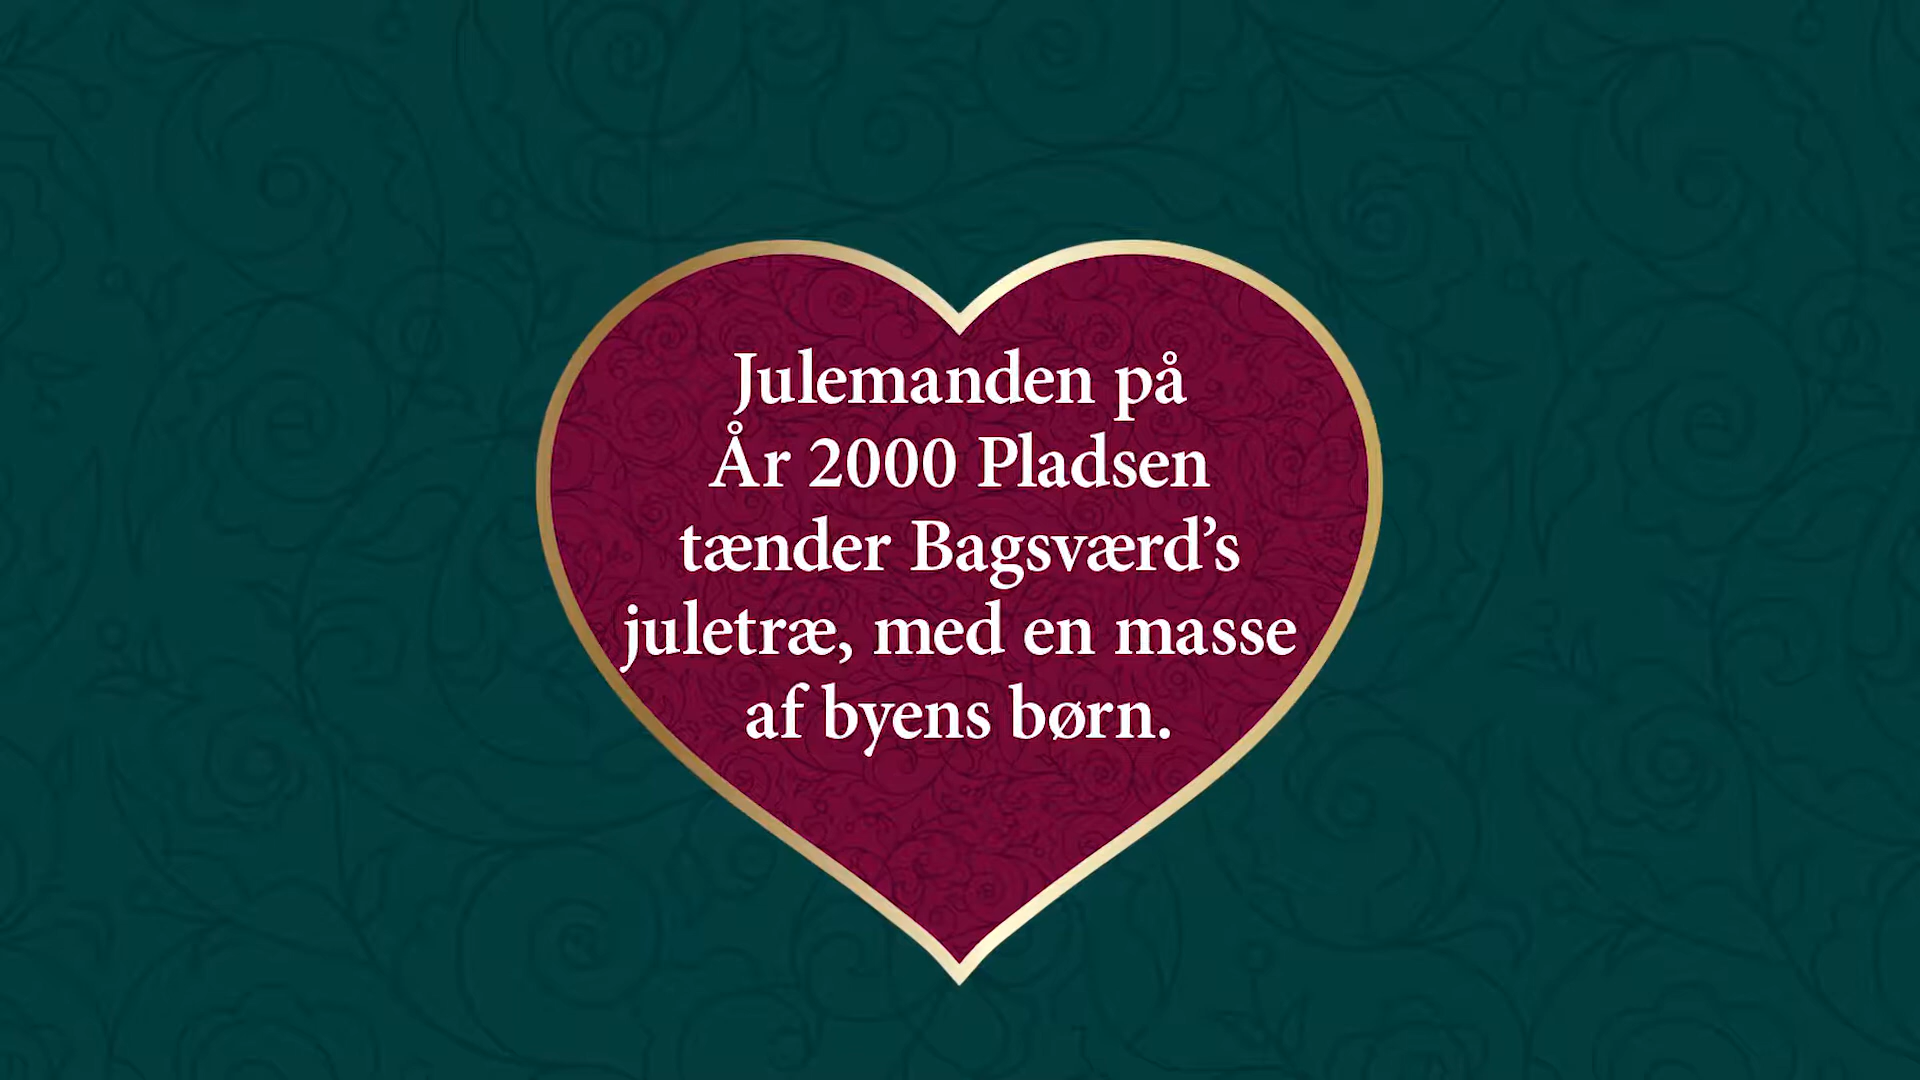 Julemanden på
År 2000 Pladsen
tænder Bagsværd’s
juletræ, med en masse
af byens børn.